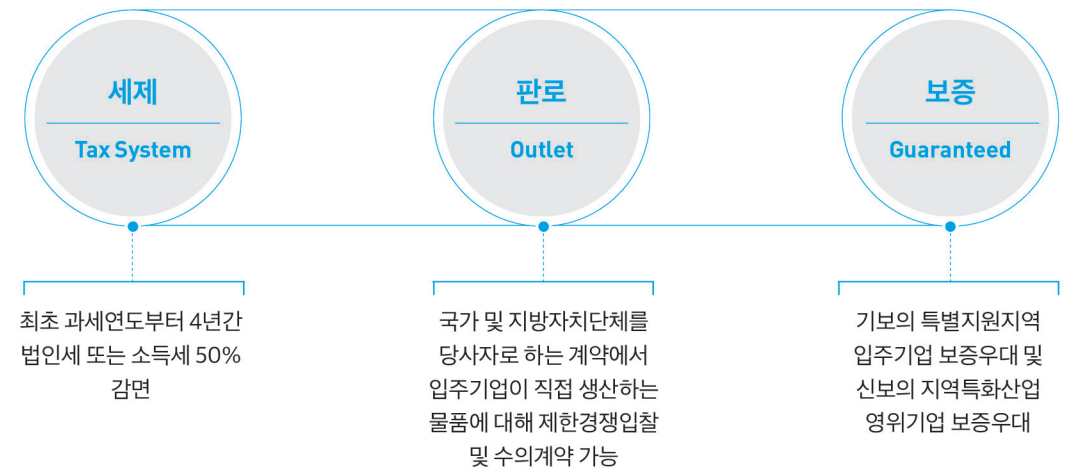 세제
Tax System
최초 과세연도부터 4년간
법인세 또는 소득세 50%
감면
판로
Outlet
국가 및 지방자치단체를
당사자로 하는 계약에서
입주기업이 직접 생산하는
물품에 대해 제한경쟁입찰
및 수의계약 가능
보증
Guaranteed
기보의 특별지원지역
입주기업 보증우대 및
신보의 지역특화산업
영위기업 보증우대